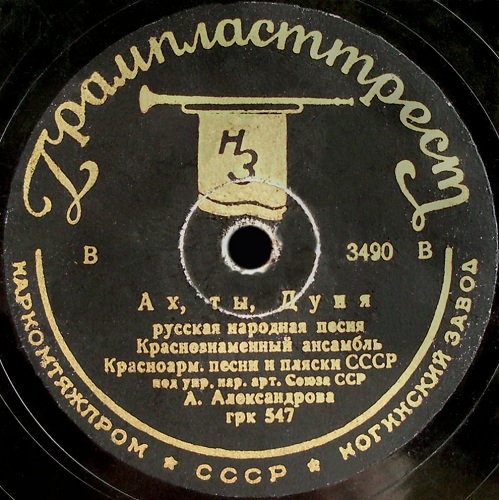 Грампласттрест
НЗ
В 3490 В
Ах, ты, Дуня
русская народная песня
Краснознаменный ансамбль
Красноарм. песни и пляски СССР
под упр. нар. арт. Союза ССР
А. Александрова
грк 547
НАРКОМТЯЖПРОМ ★ СССР ★ НОГИНСКИЙ ЗАВОД